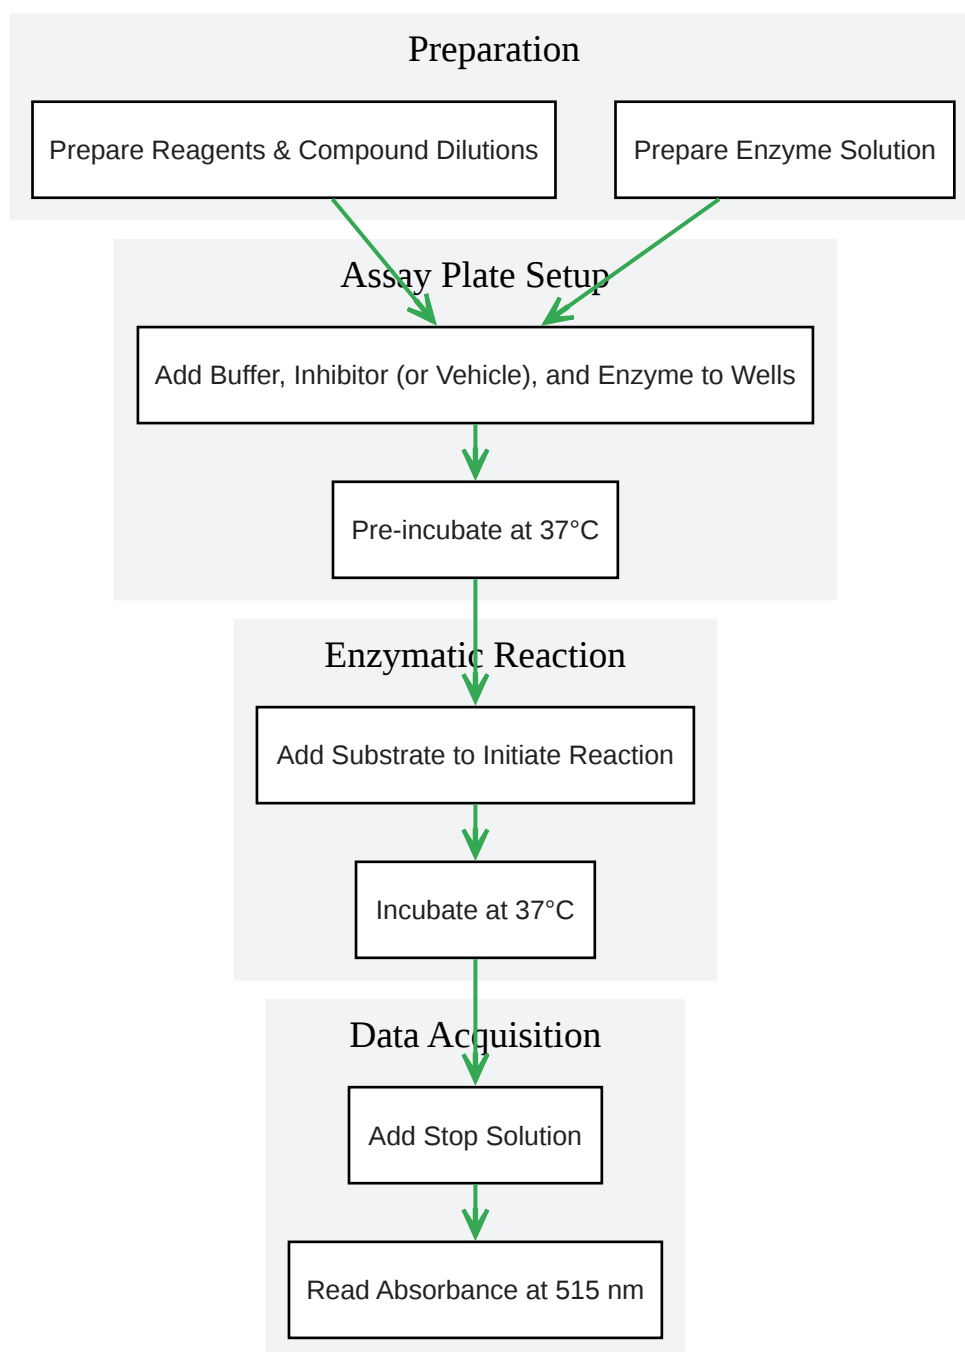 Preparation
Prepare Reagents & Compound Dilutions
Prepare Enzyme Solution
Assay Plate Setup
Add Buffer, Inhibitor (or Vehicle), and Enzyme to Wells
Pre-incubate at 37°C
Enzymatic Reaction
Add Substrate to Initiate Reaction
Incubate at 37°C
Data Acquisition
Add Stop Solution
Read Absorbance at 515 nm